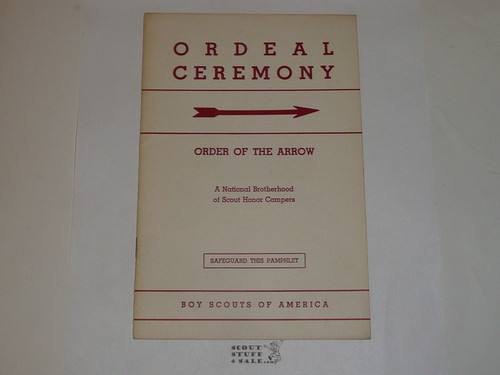 ORDEAL
CEREMONY
ORDER OF THE ARROW
A National Brotherhood
of Scout Honor Campers
SAFEGUARD THIS PAMPHLET
BOY SCOUTS OF AMERICA
SCOUT
STUFF
4 SALE...